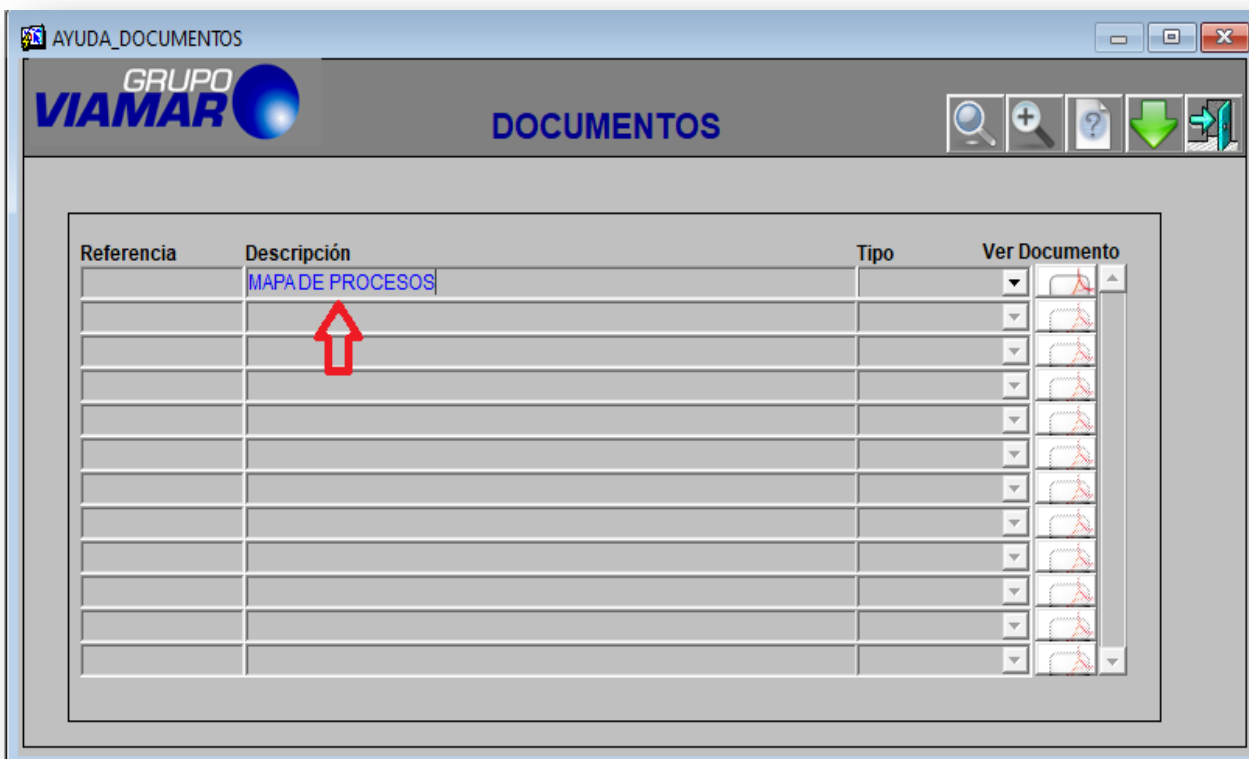 AYUDA_DOCUMENTOS
GRUPO
VIAMAR
DOCUMENTOS
Referencia Descripción Tipo Ver Documento
MAPA DE PROCESOS